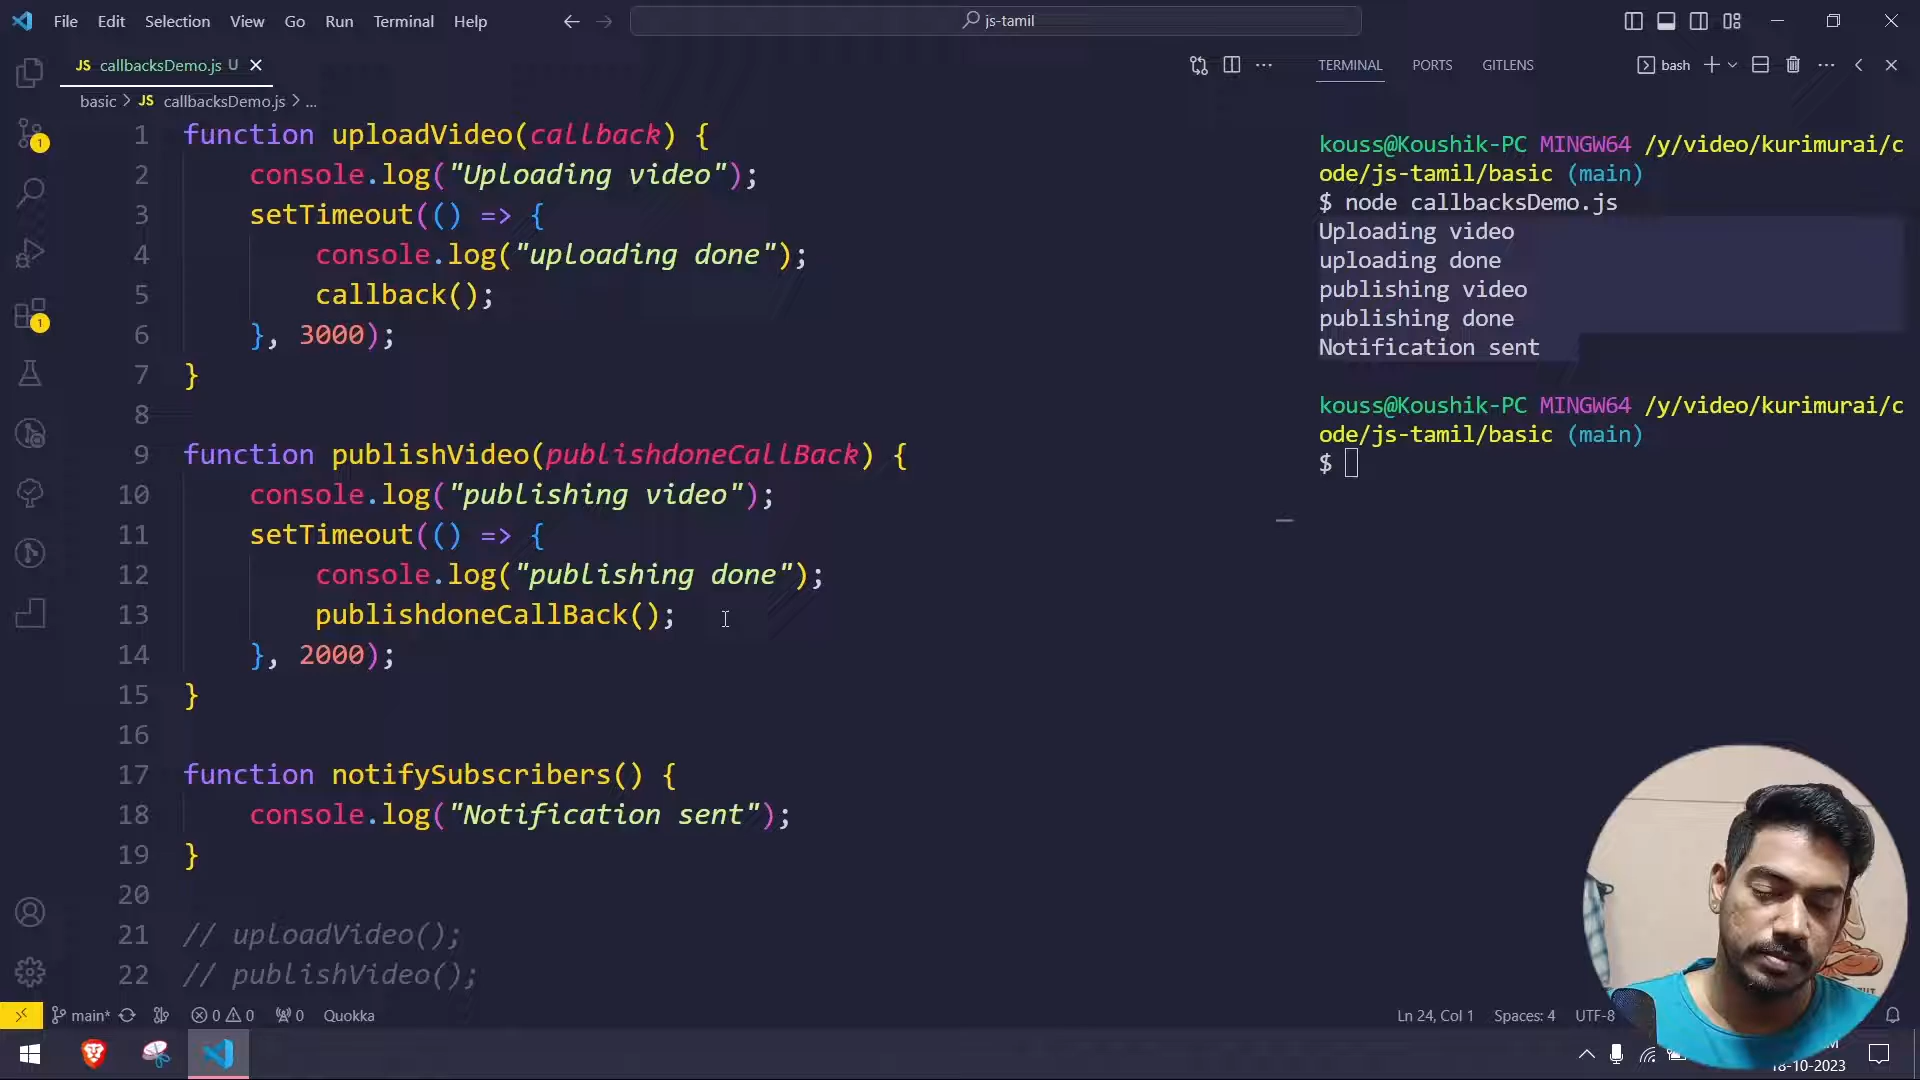 File Edit Selection View Go Run Terminal Help
js-tamil
JS callbacksDemo.js U
basic > JS callbacksDemo.js > ...
1 function uploadVideo(callback) {
2 console.log("Uploading video");
3 setTimeout(() => {
4 console.log("uploading done");
5 callback();
6 }, 3000);
7 }
8
9 function publishVideo(publishdoneCallBack) {
10 console.log("publishing video");
11 setTimeout(() => {
12 console.log("publishing done");
13 publishdoneCallBack();
14 }, 2000);
15 }
16
17 function notifySubscribers() {
18 console.log("Notification sent");
19 }
20
21 // uploadVideo();
22 // publishVideo();
TERMINAL PORTS GITLENS
bash
kouss@Koushik-PC MINGW64 /y/video/kurimurai/c
ode/js-tamil/basic (main)
$ node callbacksDemo.js
Uploading video
uploading done
publishing video
publishing done
Notification sent
kouss@Koushik-PC MINGW64 /y/video/kurimurai/c
ode/js-tamil/basic (main)
$
1
1
main* 0 0 0 Quokka
Ln 24, Col 1 Spaces: 4 UTF-8
18-10-2023